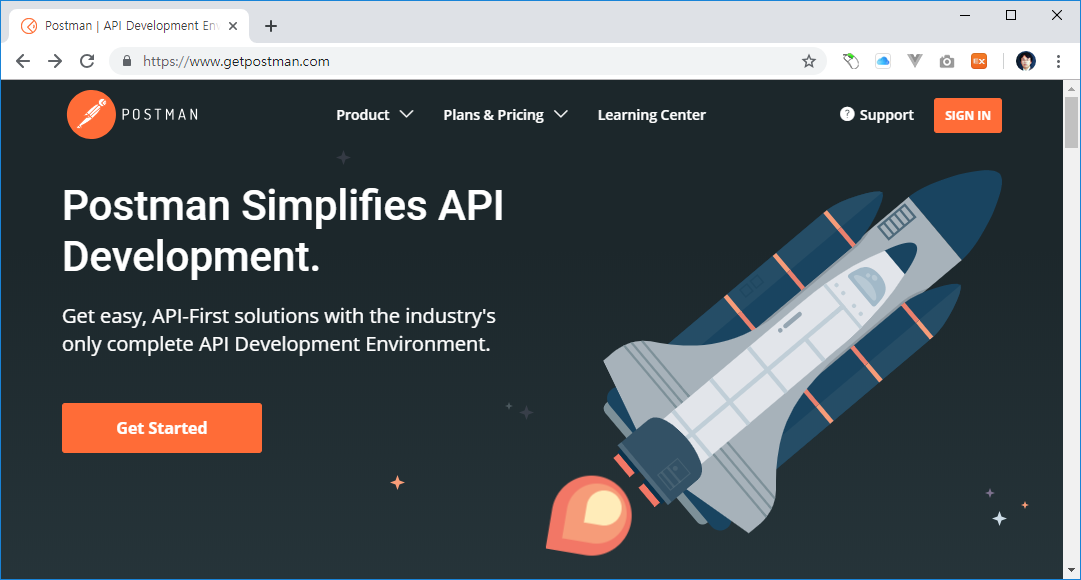 Postman | API Development En
https://www.getpostman.com
Ex
POSTMAN
Product
Plans & Pricing
Learning Center
? Support
SIGN IN
Postman Simplifies API
Development.
Get easy, API-First solutions with the industry's
only complete API Development Environment.
Get Started